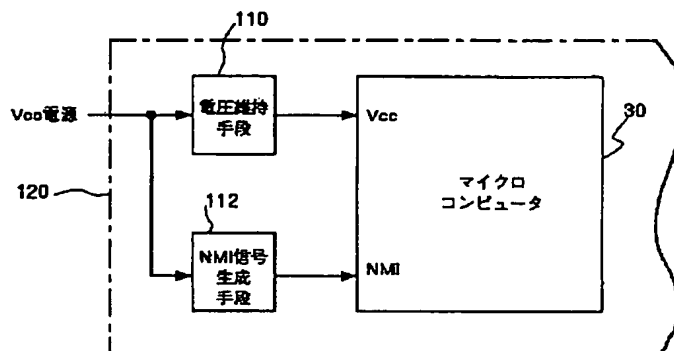 110
Vcc電源
電圧維持
手段
Vcc
30
マイクロ
コンピュータ
120
112
NMI信号
生成
手段
NMI